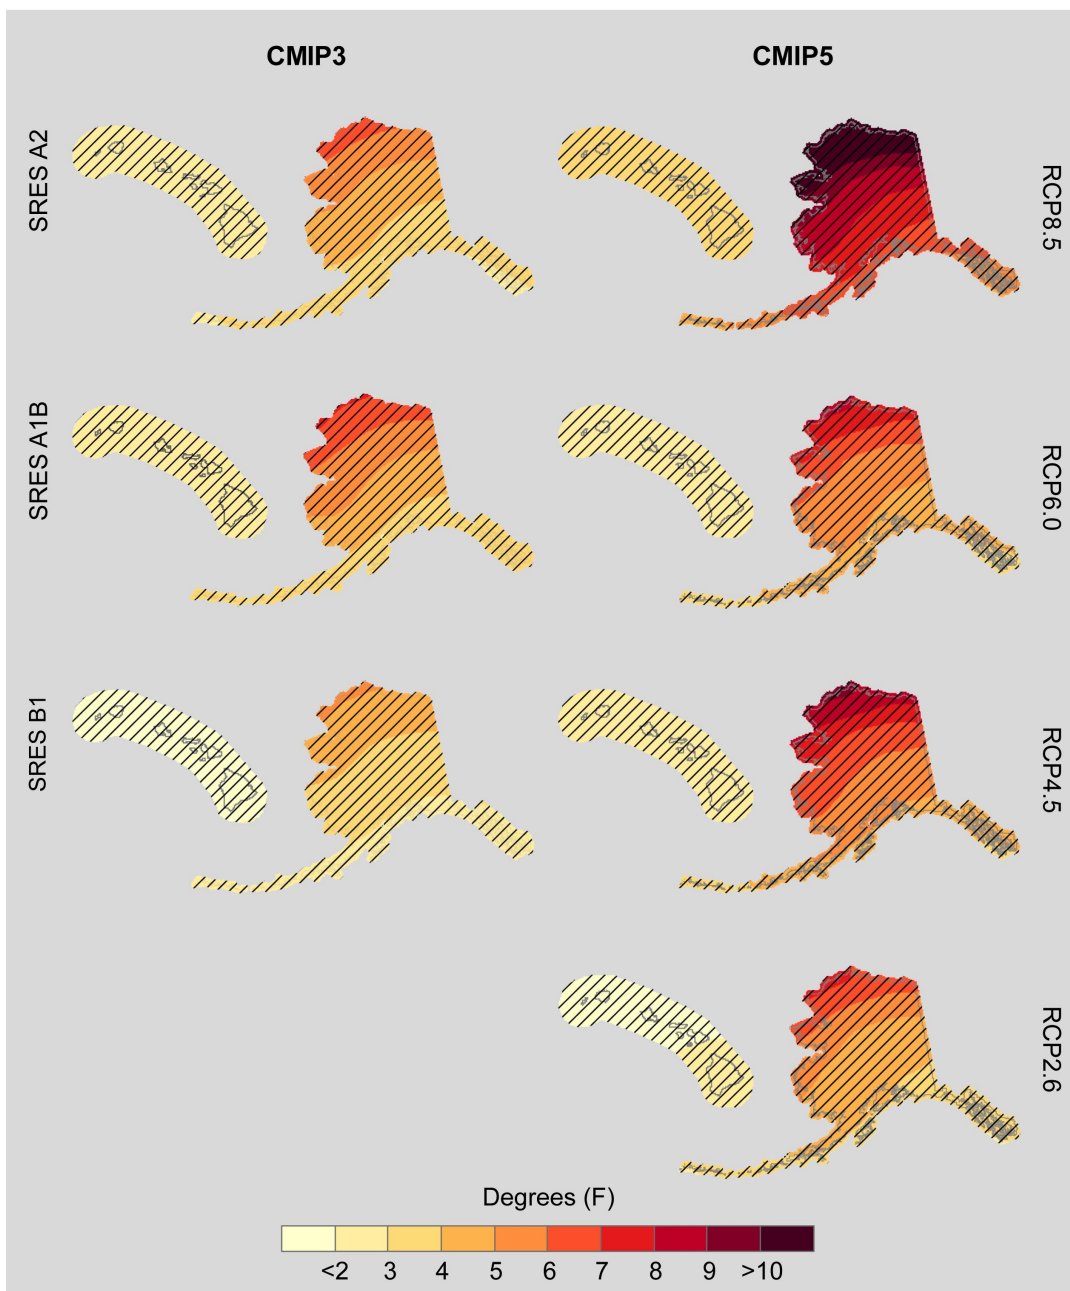 CMIP3
CMIP5
SRES A2
RCP8.5
SRES A1B
RCP6.0
SRES B1
RCP4.5
RCP2.6
Degrees (F)
<2 3 4 5 6 7 8 9 >10